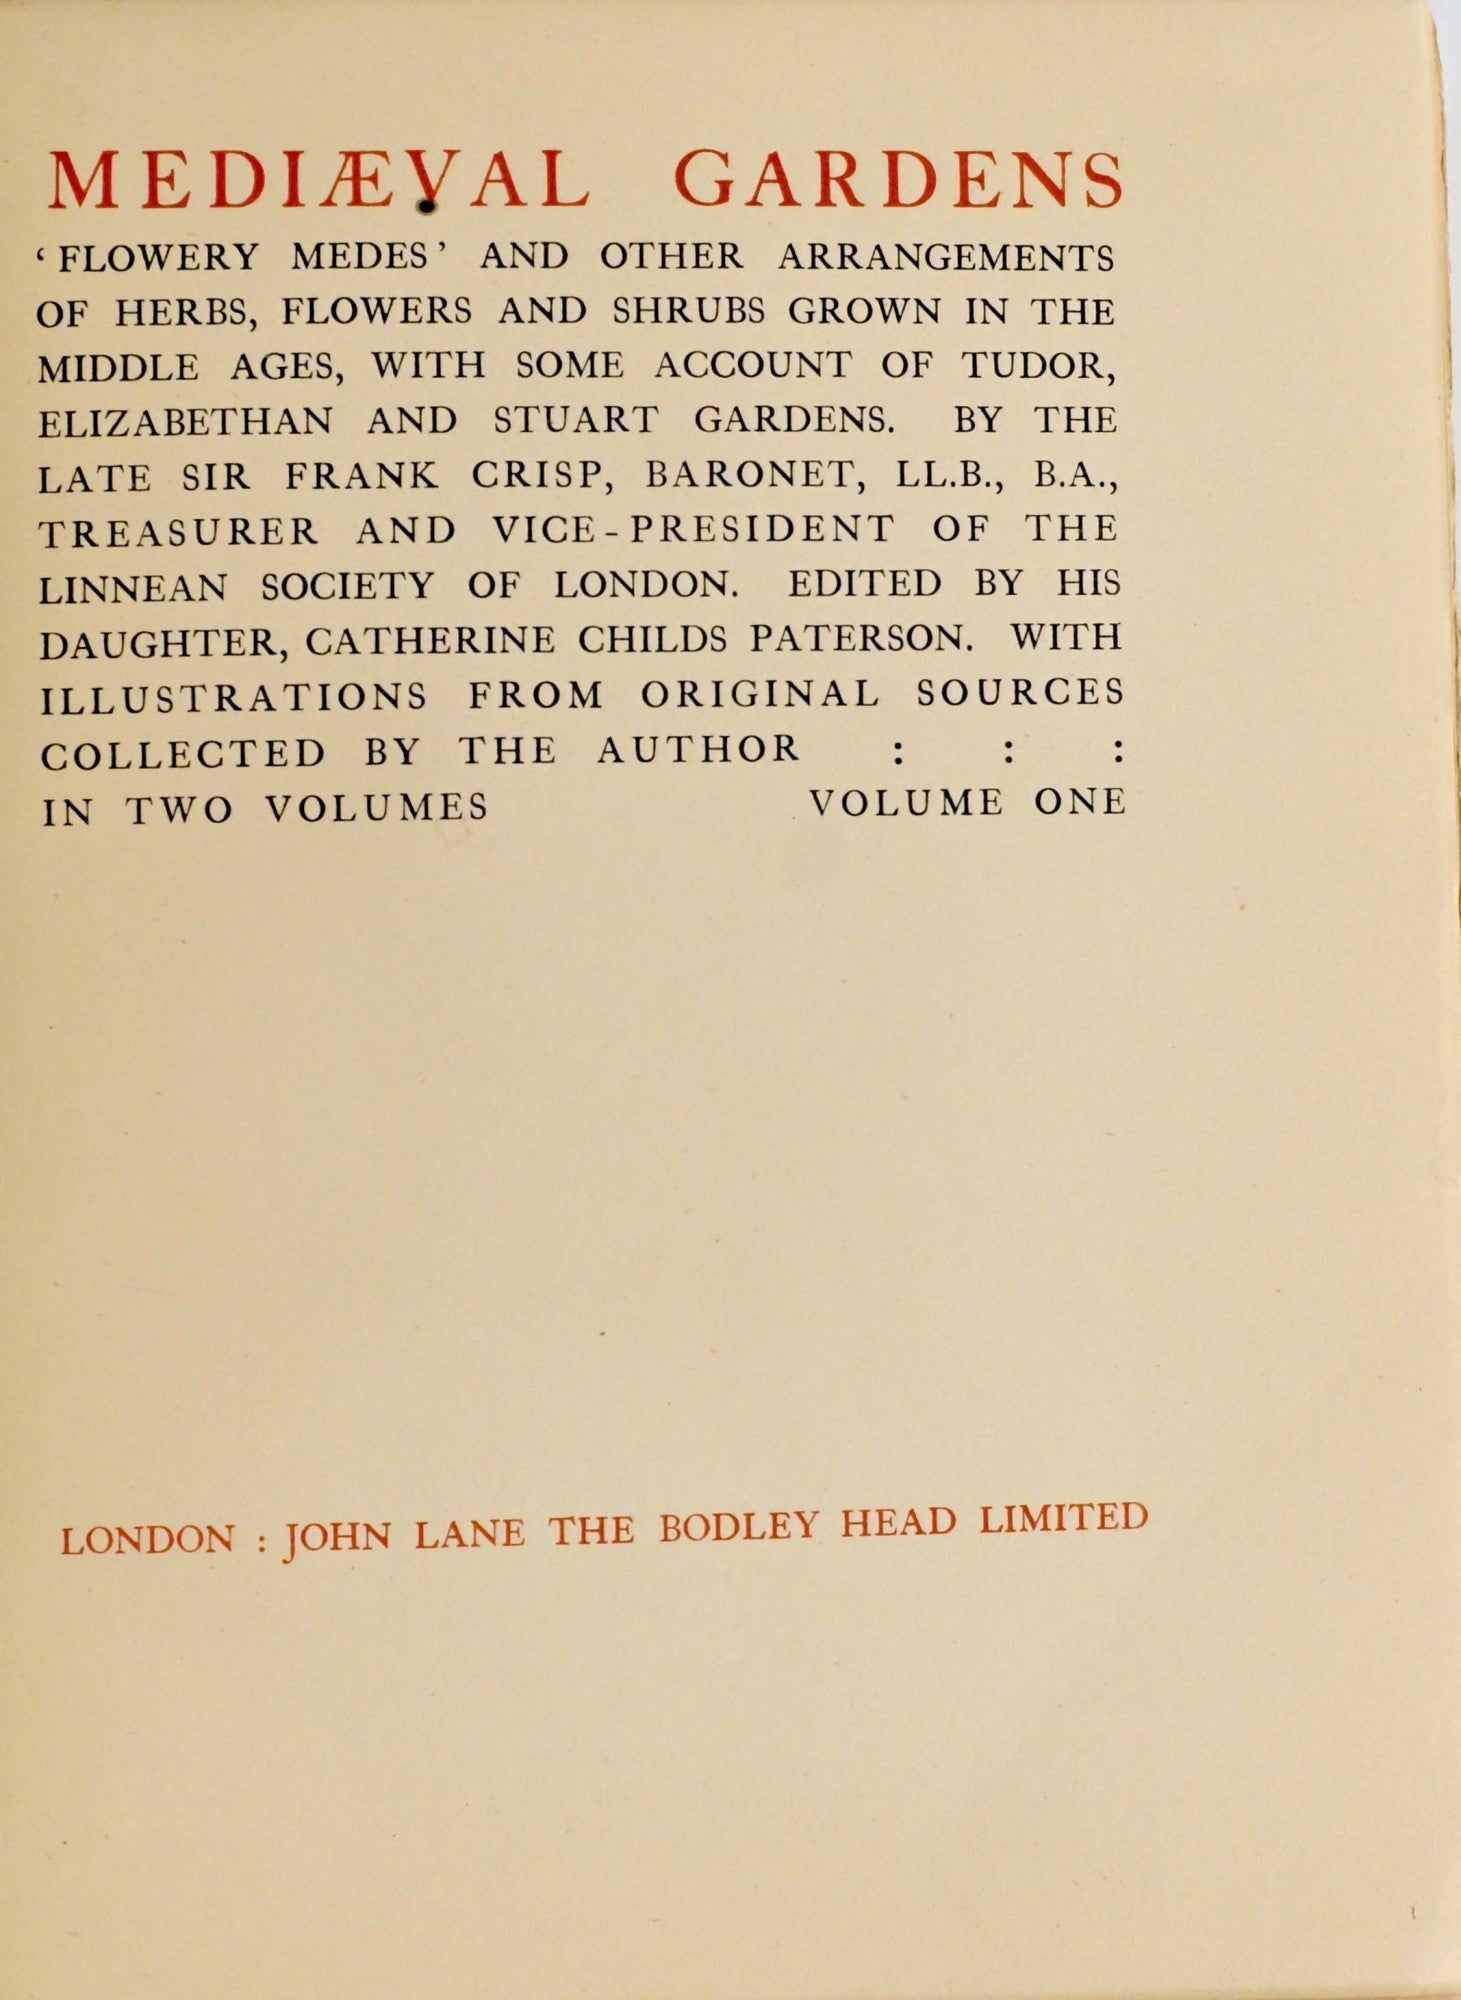 MEDIÆVAL GARDENS
‘FLOWERY MEDES’ AND OTHER ARRANGEMENTS
OF HERBS, FLOWERS AND SHRUBS GROWN IN THE
MIDDLE AGES, WITH SOME ACCOUNT OF TUDOR,
ELIZABETHAN AND STUART GARDENS. BY THE
LATE SIR FRANK CRISP, BARONET, LL.B., B.A.,
TREASURER AND VICE-PRESIDENT OF THE
LINNEAN SOCIETY OF LONDON. EDITED BY HIS
DAUGHTER, CATHERINE CHILDS PATERSON. WITH
ILLUSTRATIONS FROM ORIGINAL SOURCES
COLLECTED BY THE AUTHOR : : :
IN TWO VOLUMES VOLUME ONE
LONDON : JOHN LANE THE BODLEY HEAD LIMITED